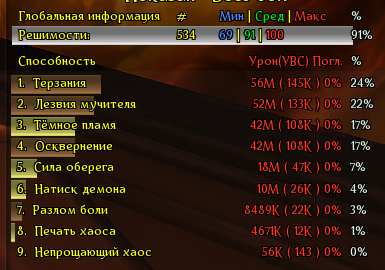 Глобальная информация # Мин | Сред | Макс %
Решимости: 534 69 | 91 | 100 91%
Способность Урон(УВС) Погл. %
1. Терзания 56M ( 145K ) 0% 24%
2. Лезвия мучителя 52M ( 133K ) 0% 22%
3. Тёмное пламя 42M ( 108K ) 0% 17%
4. Осквернение 42M ( 108K ) 0% 17%
5. Сила оберега 18M ( 47K ) 0% 7%
6. Натиск демона 10M ( 26K ) 0% 4%
7. Разлом боли 8489K ( 22K ) 0% 3%
8. Печать хаоса 4671K ( 12K ) 0% 1%
9. Непрощающий хаос 56K ( 143 ) 0% 0%